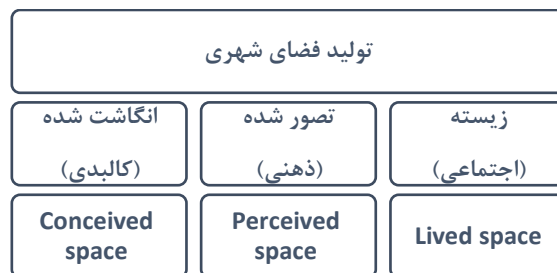 تولید فضای شهری
زیسته
(اجتماعی)
تصور شده
(ذهنی)
انگاشت شده
(کالبدی)
Lived space
Perceived
space
Conceived
space